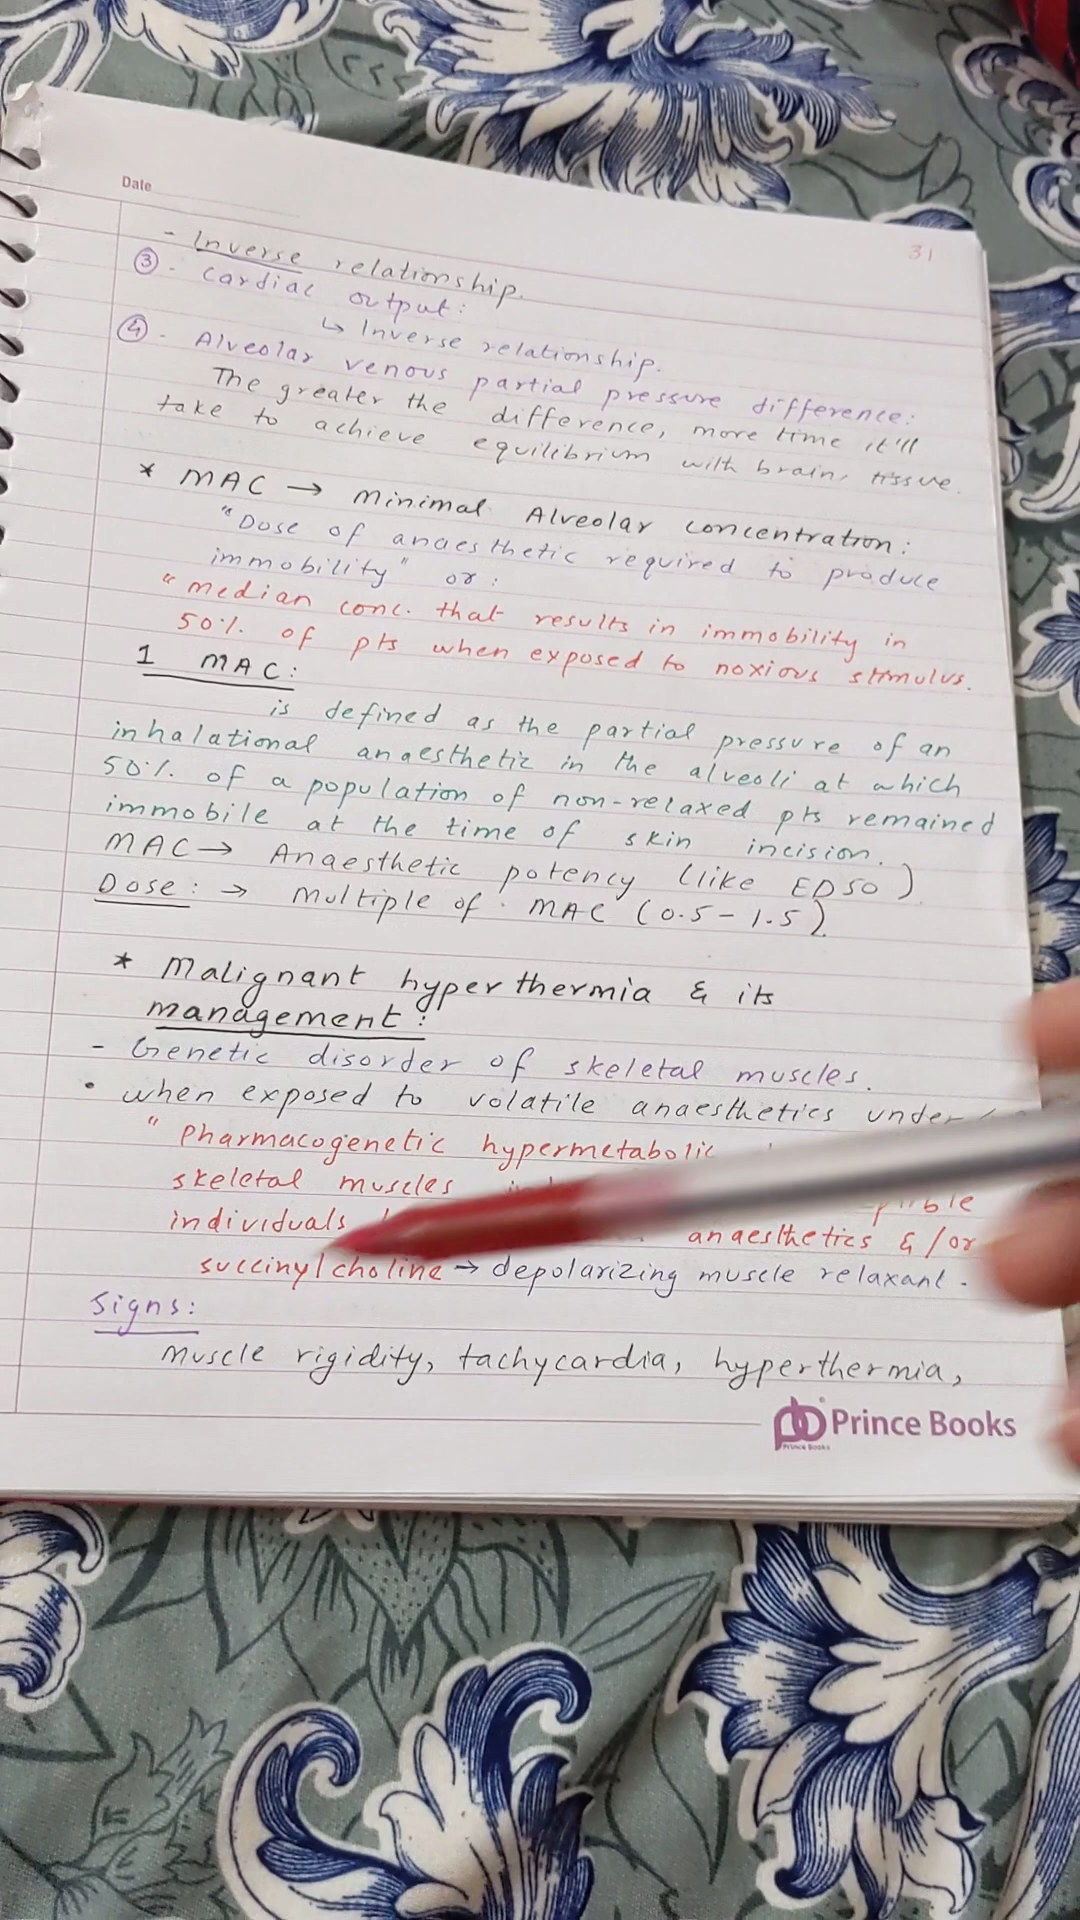 Date
31
- Inverse relationship.
③ - Cardiac output:
↳ Inverse relationship.
④ - Alveolar venous partial pressure difference:
The greater the difference, more time it'll
take to achieve equilibrium with brain, tissue.
* MAC → Minimal Alveolar concentration:
"Dose of anaesthetic required to produce
immobility" or:
"median conc. that results in immobility in
50% of pts when exposed to noxious stimulus.
1 MAC:
is defined as the partial pressure of an
inhalational anaesthetic in the alveoli at which
50% of a population of non-relaxed pts remained
immobile at the time of skin incision.
MAC → Anaesthetic potency (like ED50)
Dose: → multiple of MAC (0.5-1.5)
* Malignant hyperthermia & its
management:
- Genetic disorder of skeletal muscles.
• when exposed to volatile anaesthetics under
"Pharmacogenetic hypermetabolic
skeletal muscles
individuals anaesthetics &/or
succinylcholine → depolarizing muscle relaxant.
Signs:
Muscle rigidity, tachycardia, hyperthermia,
Prince Books
Prince Books